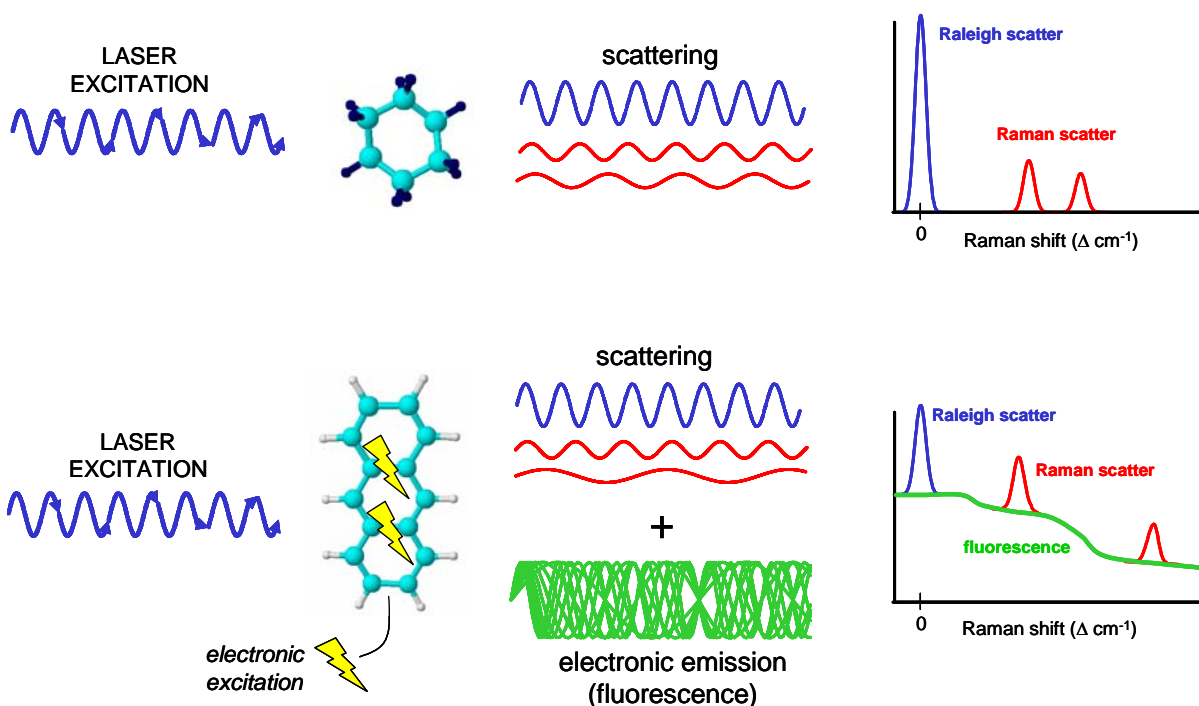 LASER
EXCITATION
scattering
Raleigh scatter
Raman scatter
0
Raman shift (Δ cm⁻¹)
scattering
LASER
EXCITATION
Raleigh scatter
Raman scatter
+
fluorescence
0
Raman shift (Δ cm⁻¹)
electronic
excitation
electronic emission
(fluorescence)